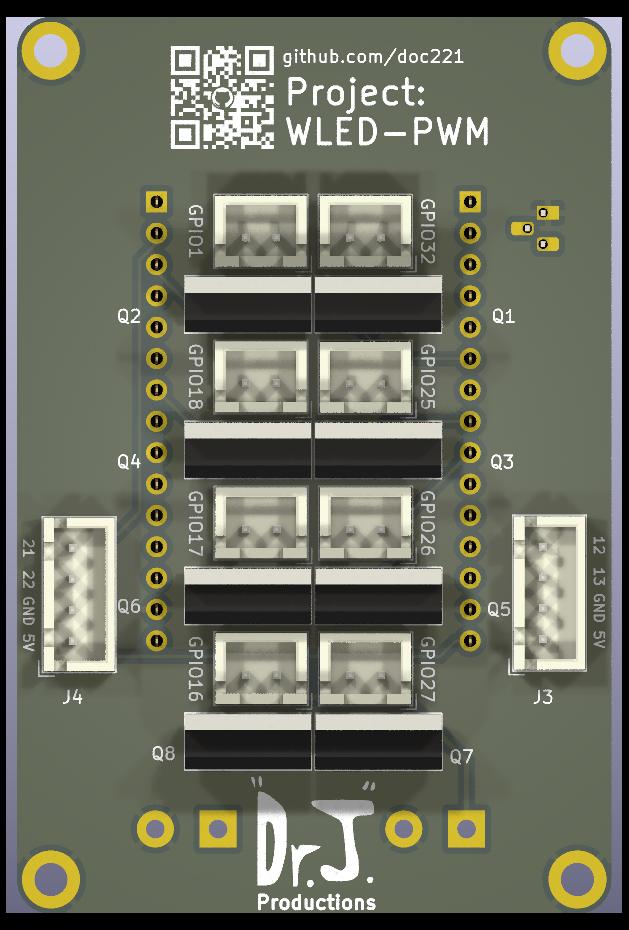 github.com/doc221
Project:
WLED-PWM
GPIO1
GPIO32
Q2
Q1
GPIO18
GPIO25
Q4
Q3
GPIO17
GPIO26
21 22 GND 5V
12 13 GND 5V
Q6
Q5
GPIO16
GPIO27
J4
J3
Q8
Q7
"Dr.J."
Productions